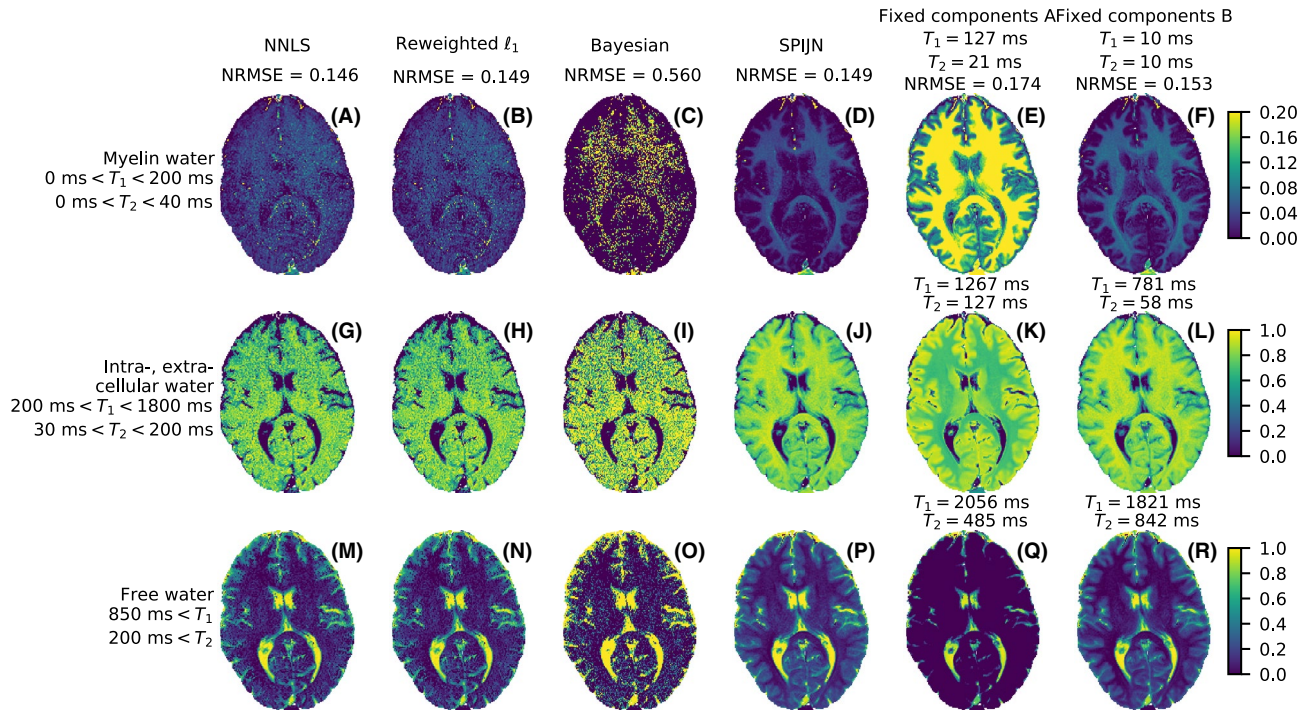 NNLS
NRMSE = 0.146
Reweighted ℓ₁
NRMSE = 0.149
Bayesian
NRMSE = 0.560
SPIJN
NRMSE = 0.149
Fixed components A
T₁ = 127 ms
T₂ = 21 ms
NRMSE = 0.174
Fixed components B
T₁ = 10 ms
T₂ = 10 ms
NRMSE = 0.153
Myelin water
0 ms < T₁ < 200 ms
0 ms < T₂ < 40 ms
(A)
(B)
(C)
(D)
(E)
(F)
0.20
0.16
0.12
0.08
0.04
0.00
T₁ = 1267 ms
T₂ = 127 ms
T₁ = 781 ms
T₂ = 58 ms
Intra-, extra-
cellular water
200 ms < T₁ < 1800 ms
30 ms < T₂ < 200 ms
(G)
(H)
(I)
(J)
(K)
(L)
1.0
0.8
0.6
0.4
0.2
0.0
T₁ = 2056 ms
T₂ = 485 ms
T₁ = 1821 ms
T₂ = 842 ms
Free water
850 ms < T₁
200 ms < T₂
(M)
(N)
(O)
(P)
(Q)
(R)
1.0
0.8
0.6
0.4
0.2
0.0